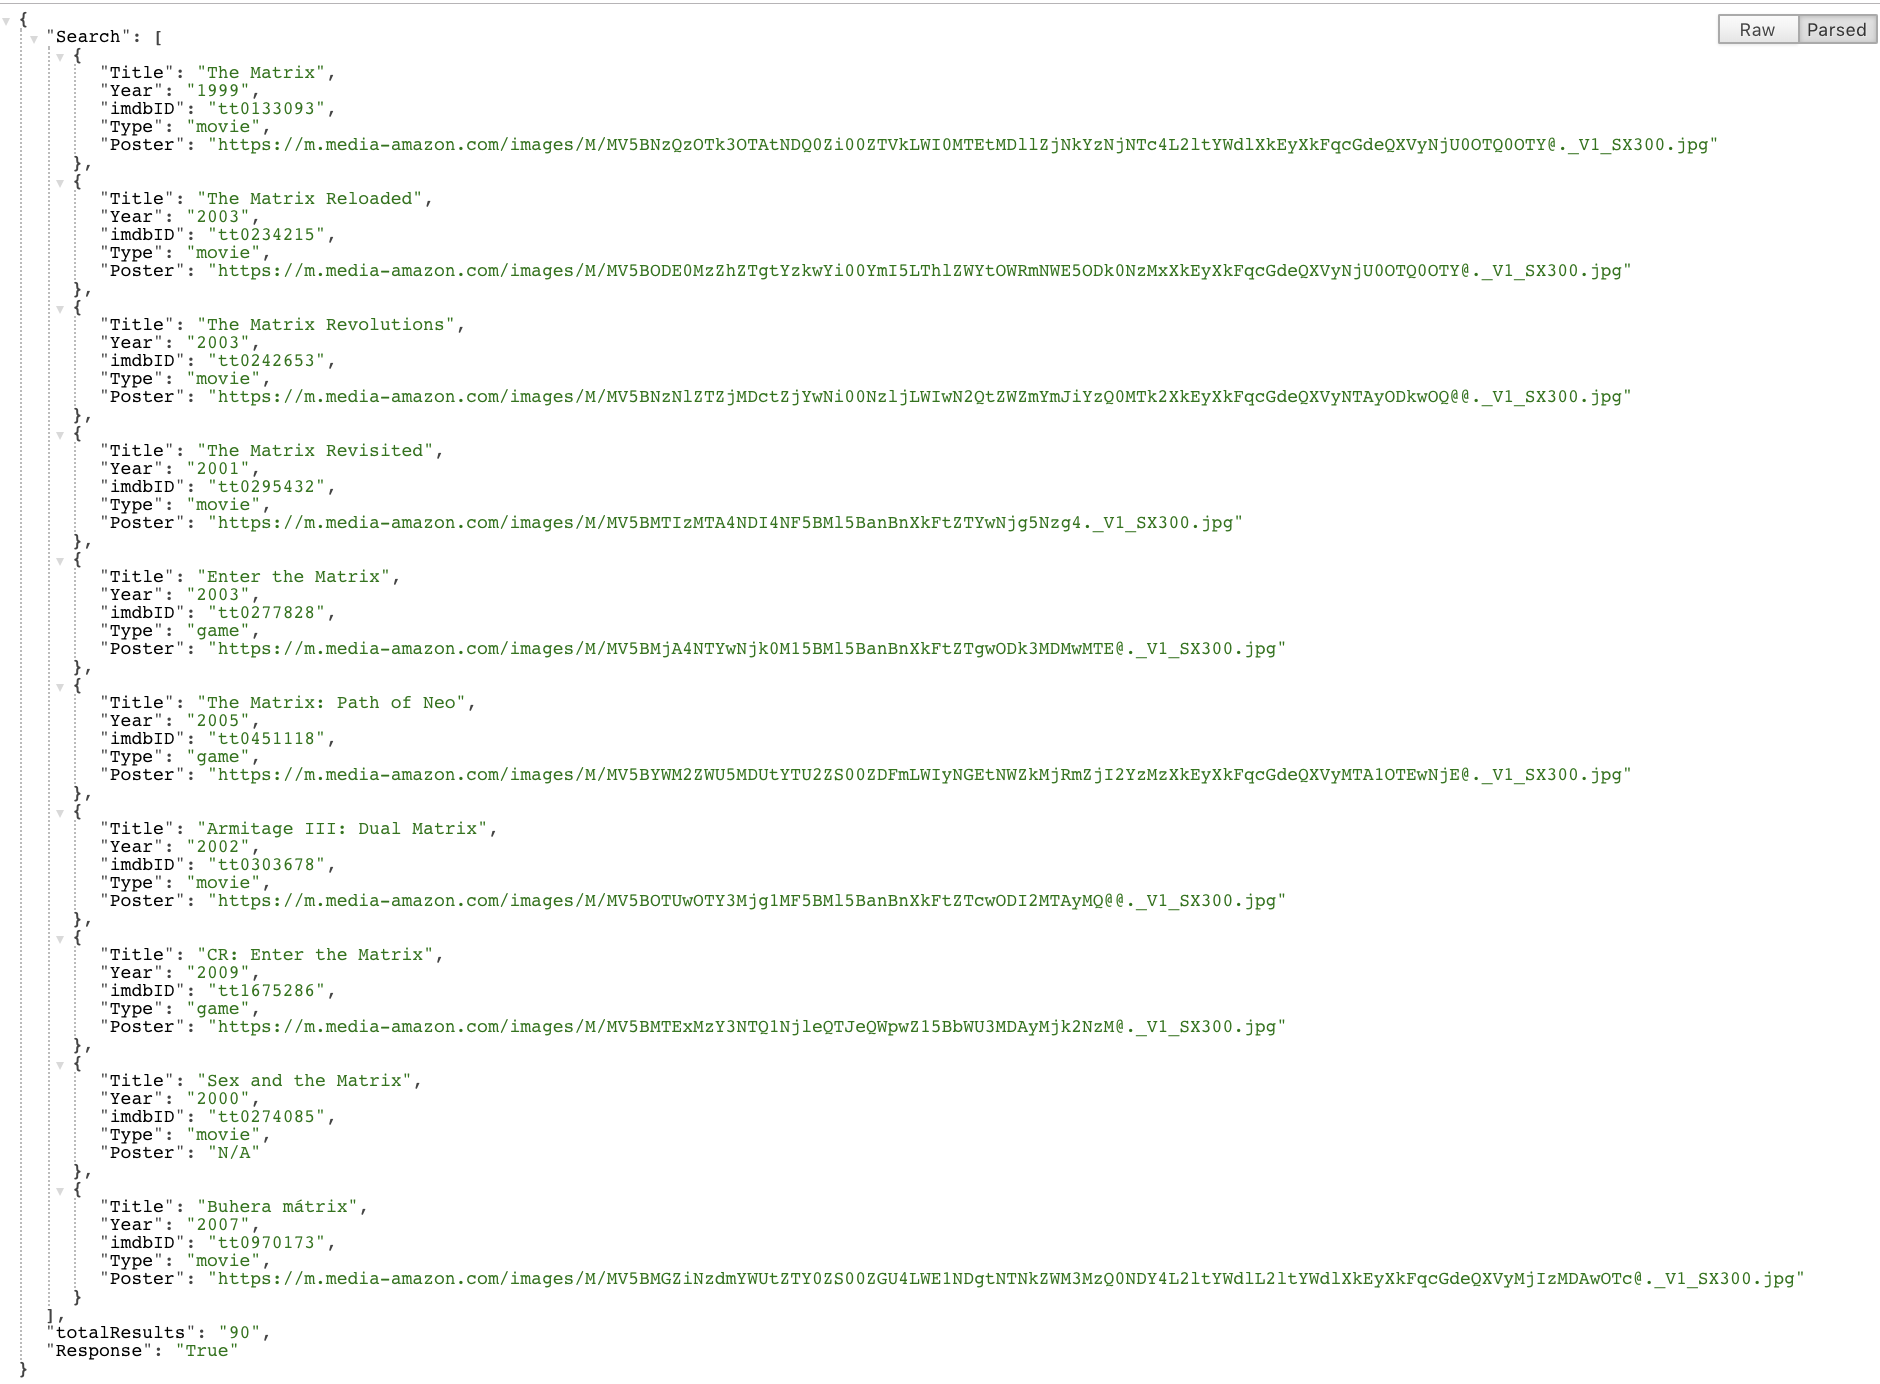 {
Raw Parsed
"Search": [
{
"Title": "The Matrix",
"Year": "1999",
"imdbID": "tt0133093",
"Type": "movie",
"Poster": "https://m.media-amazon.com/images/M/MV5BNzQzOTk3OTAtNDQ0Zi00ZTVkLWI0MTEtMDllZjNkYzNjNTc4L2ltYWdlXkEyXkFqcGdeQXVyNjU0OTQ0OTY@._V1_SX300.jpg"
},
{
"Title": "The Matrix Reloaded",
"Year": "2003",
"imdbID": "tt0234215",
"Type": "movie",
"Poster": "https://m.media-amazon.com/images/M/MV5BODE0MzZhZTgtYzkwYi00YmI5LThlZWYtOWRmNWE5ODk0NzMxXkEyXkFqcGdeQXVyNjU0OTQ0OTY@._V1_SX300.jpg"
},
{
"Title": "The Matrix Revolutions",
"Year": "2003",
"imdbID": "tt0242653",
"Type": "movie",
"Poster": "https://m.media-amazon.com/images/M/MV5BNzNlZTZjMDctZjYwNi00NzljLWIwN2QtZWZmYmJiYzQ0MTk2XkEyXkFqcGdeQXVyNTAyODkwOQ@@._V1_SX300.jpg"
},
{
"Title": "The Matrix Revisited",
"Year": "2001",
"imdbID": "tt0295432",
"Type": "movie",
"Poster": "https://m.media-amazon.com/images/M/MV5BMTIzMTA4NDI4NF5BMl5BanBnXkFtZTYwNjg5Nzg4._V1_SX300.jpg"
},
{
"Title": "Enter the Matrix",
"Year": "2003",
"imdbID": "tt0277828",
"Type": "game",
"Poster": "https://m.media-amazon.com/images/M/MV5BMjA4NTYwNjk0M15BMl5BanBnXkFtZTgwODk3MDMwMTE@._V1_SX300.jpg"
},
{
"Title": "The Matrix: Path of Neo",
"Year": "2005",
"imdbID": "tt0451118",
"Type": "game",
"Poster": "https://m.media-amazon.com/images/M/MV5BYWM2ZWU5MDUtYTU2ZS00ZDFmLWIyNGEtNWZkMjRmZjI2YzMzXkEyXkFqcGdeQXVyMTA1OTEwNjE@._V1_SX300.jpg"
},
{
"Title": "Armitage III: Dual Matrix",
"Year": "2002",
"imdbID": "tt0303678",
"Type": "movie",
"Poster": "https://m.media-amazon.com/images/M/MV5BOTUwOTY3Mjg1MF5BMl5BanBnXkFtZTcwODI2MTAyMQ@@._V1_SX300.jpg"
},
{
"Title": "CR: Enter the Matrix",
"Year": "2009",
"imdbID": "tt1675286",
"Type": "game",
"Poster": "https://m.media-amazon.com/images/M/MV5BMTExMzY3NTQ1NjleQTJeQWpwZ15BbWU3MDAyMjk2NzM@._V1_SX300.jpg"
},
{
"Title": "Sex and the Matrix",
"Year": "2000",
"imdbID": "tt0274085",
"Type": "movie",
"Poster": "N/A"
},
{
"Title": "Buhera mátrix",
"Year": "2007",
"imdbID": "tt0970173",
"Type": "movie",
"Poster": "https://m.media-amazon.com/images/M/MV5BMGZiNzdmYWUtZTY0ZS00ZGU4LWE1NDgtNTNkZWM3MzQ0NDY4L2ltYWdlL2ltYWdlXkEyXkFqcGdeQXVyMjIzMDAwOTc@._V1_SX300.jpg"
}
],
"totalResults": "90",
"Response": "True"
}